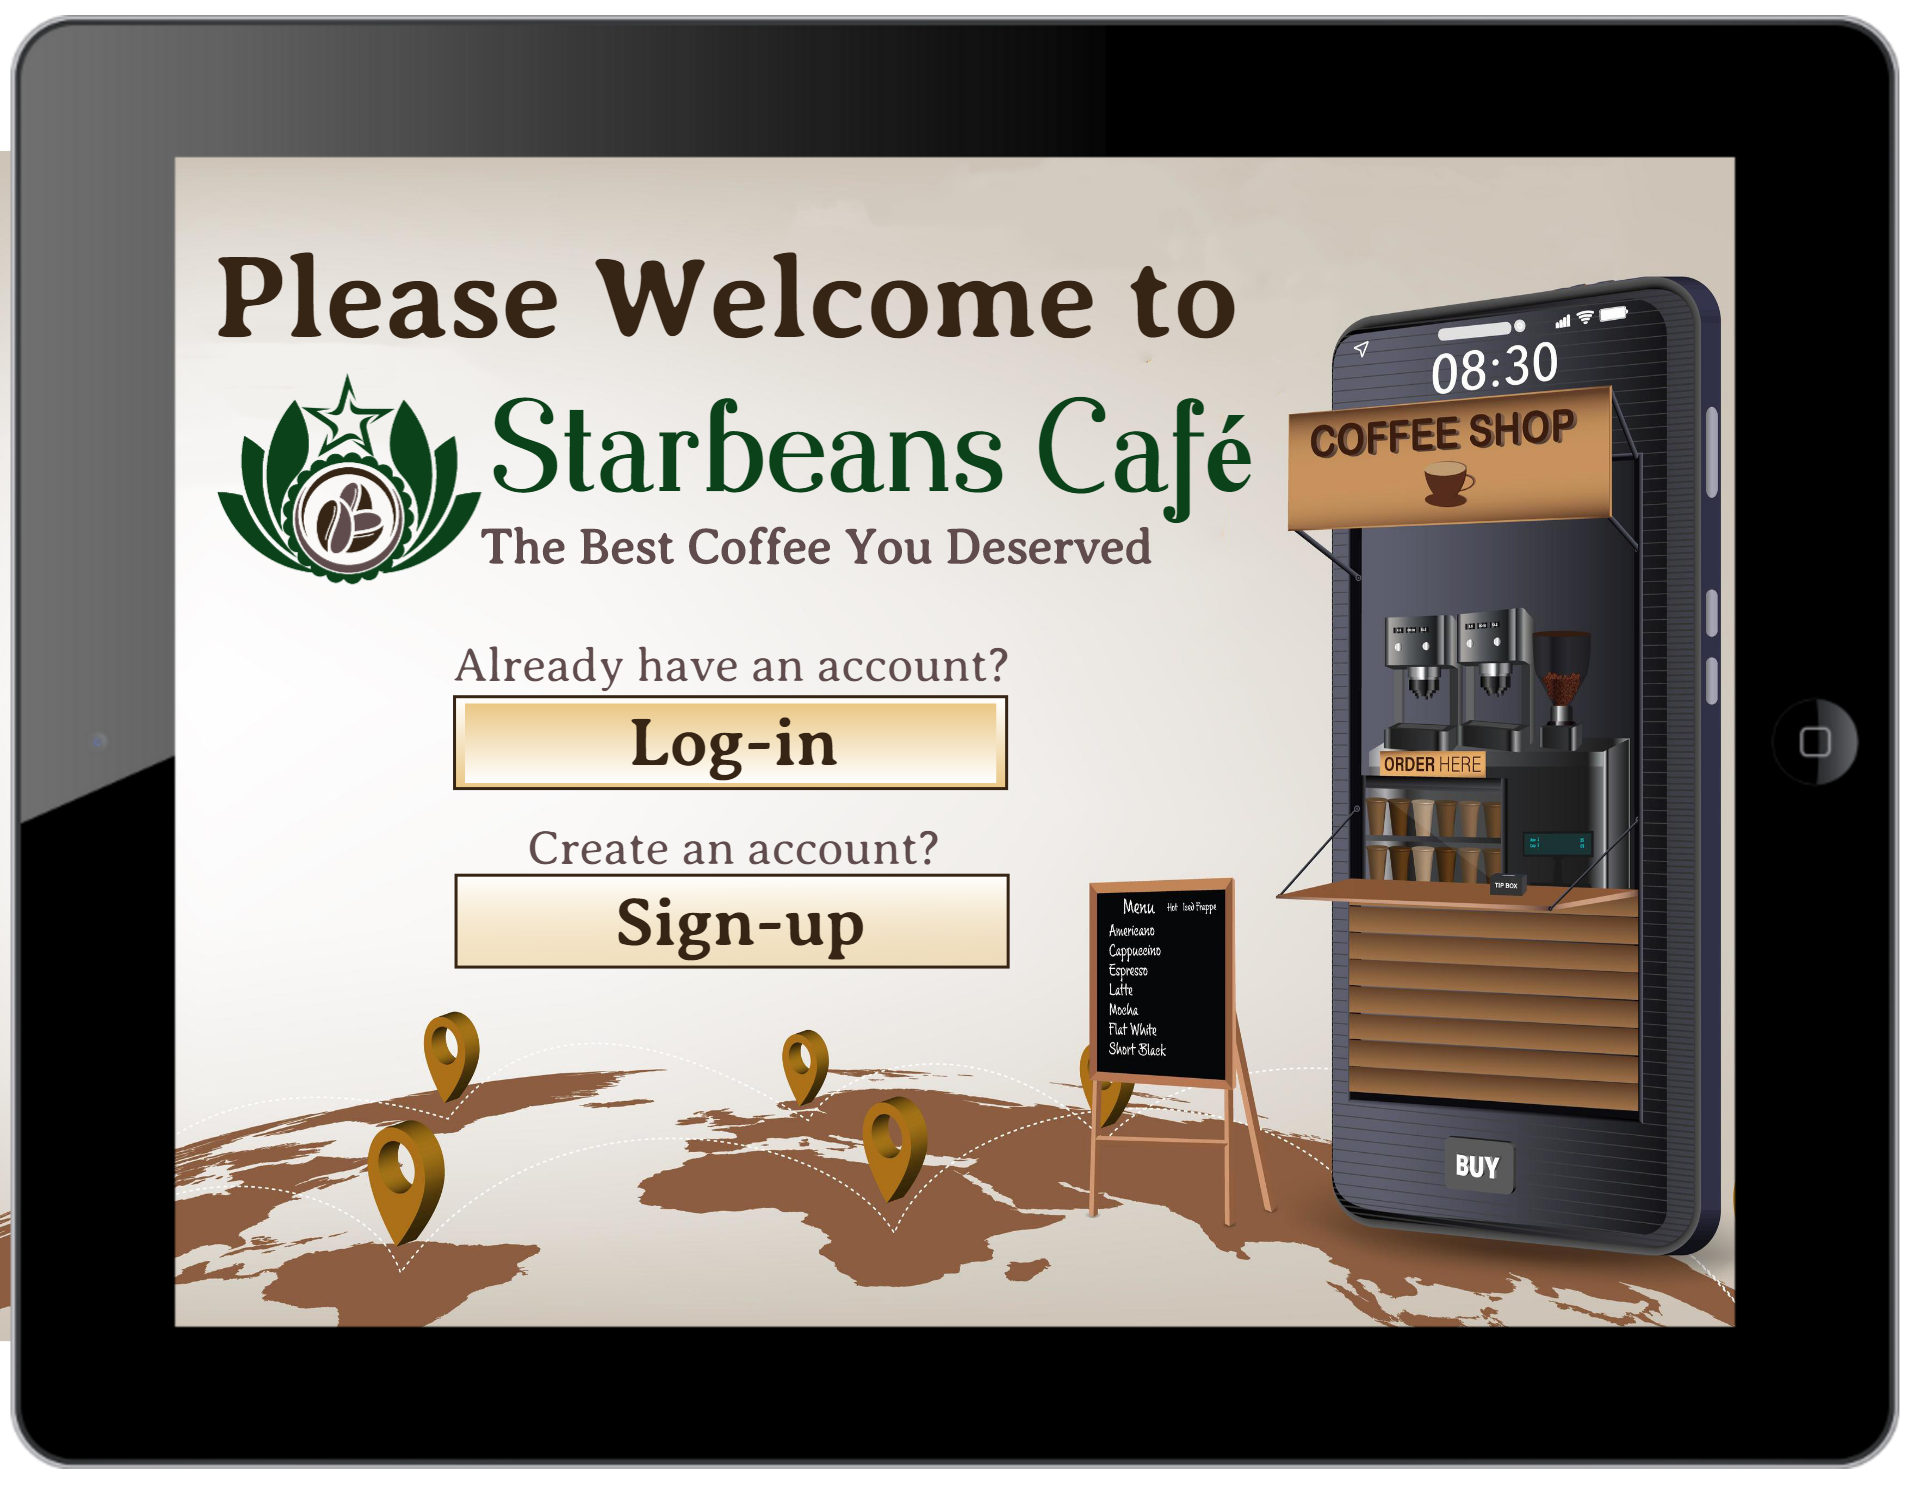 Please Welcome to
Starbeans Café
The Best Coffee You Deserved
Already have an account?
Log-in
Create an account?
Sign-up
08:30
COFFEE SHOP
ORDER HERE
TIP BOX
Menu Hot Iced Frappe
Americano
Cappuccino
Espresso
Latte
Mocha
Flat White
Short Black
BUY